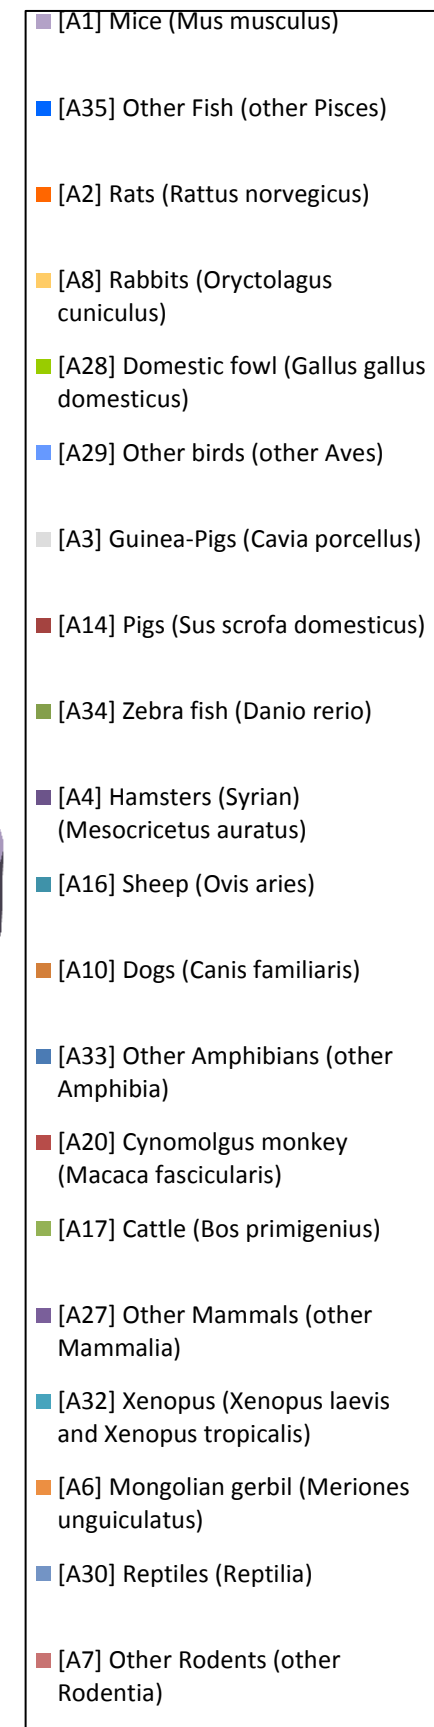 [A1] Mice (Mus musculus)
[A35] Other Fish (other Pisces)
[A2] Rats (Rattus norvegicus)
[A8] Rabbits (Oryctolagus
cuniculus)
[A28] Domestic fowl (Gallus gallus
domesticus)
[A29] Other birds (other Aves)
[A3] Guinea-Pigs (Cavia porcellus)
[A14] Pigs (Sus scrofa domesticus)
[A34] Zebra fish (Danio rerio)
[A4] Hamsters (Syrian)
(Mesocricetus auratus)
[A16] Sheep (Ovis aries)
[A10] Dogs (Canis familiaris)
[A33] Other Amphibians (other
Amphibia)
[A20] Cynomolgus monkey
(Macaca fascicularis)
[A17] Cattle (Bos primigenius)
[A27] Other Mammals (other
Mammalia)
[A32] Xenopus (Xenopus laevis
and Xenopus tropicalis)
[A6] Mongolian gerbil (Meriones
unguiculatus)
[A30] Reptiles (Reptilia)
[A7] Other Rodents (other
Rodentia)